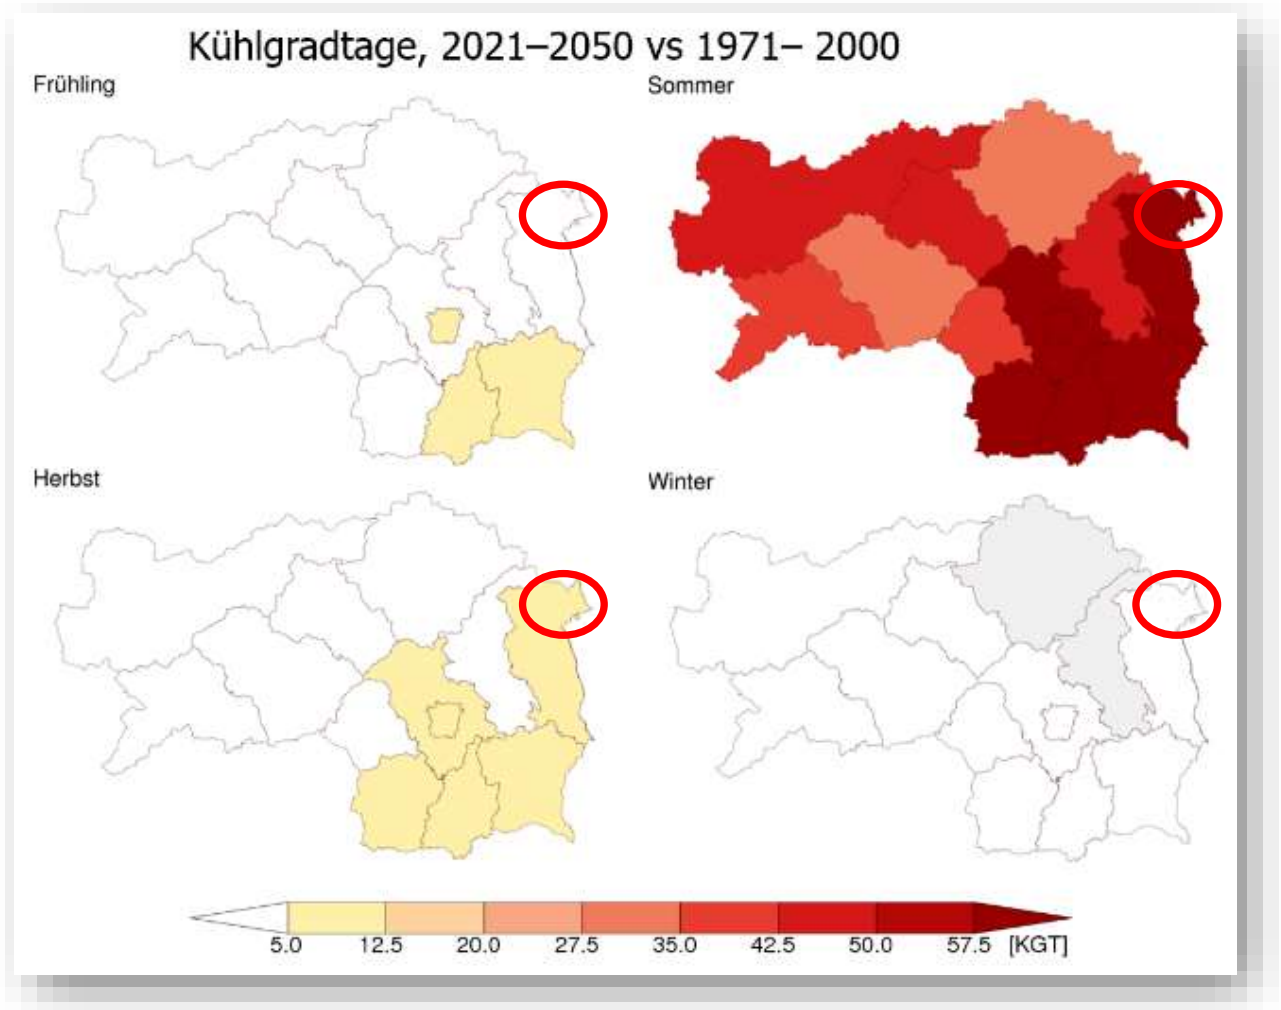 Kühlgradtage, 2021–2050 vs 1971– 2000
Frühling
Sommer
Herbst
Winter
5.0 12.5 20.0 27.5 35.0 42.5 50.0 57.5 [KGT]